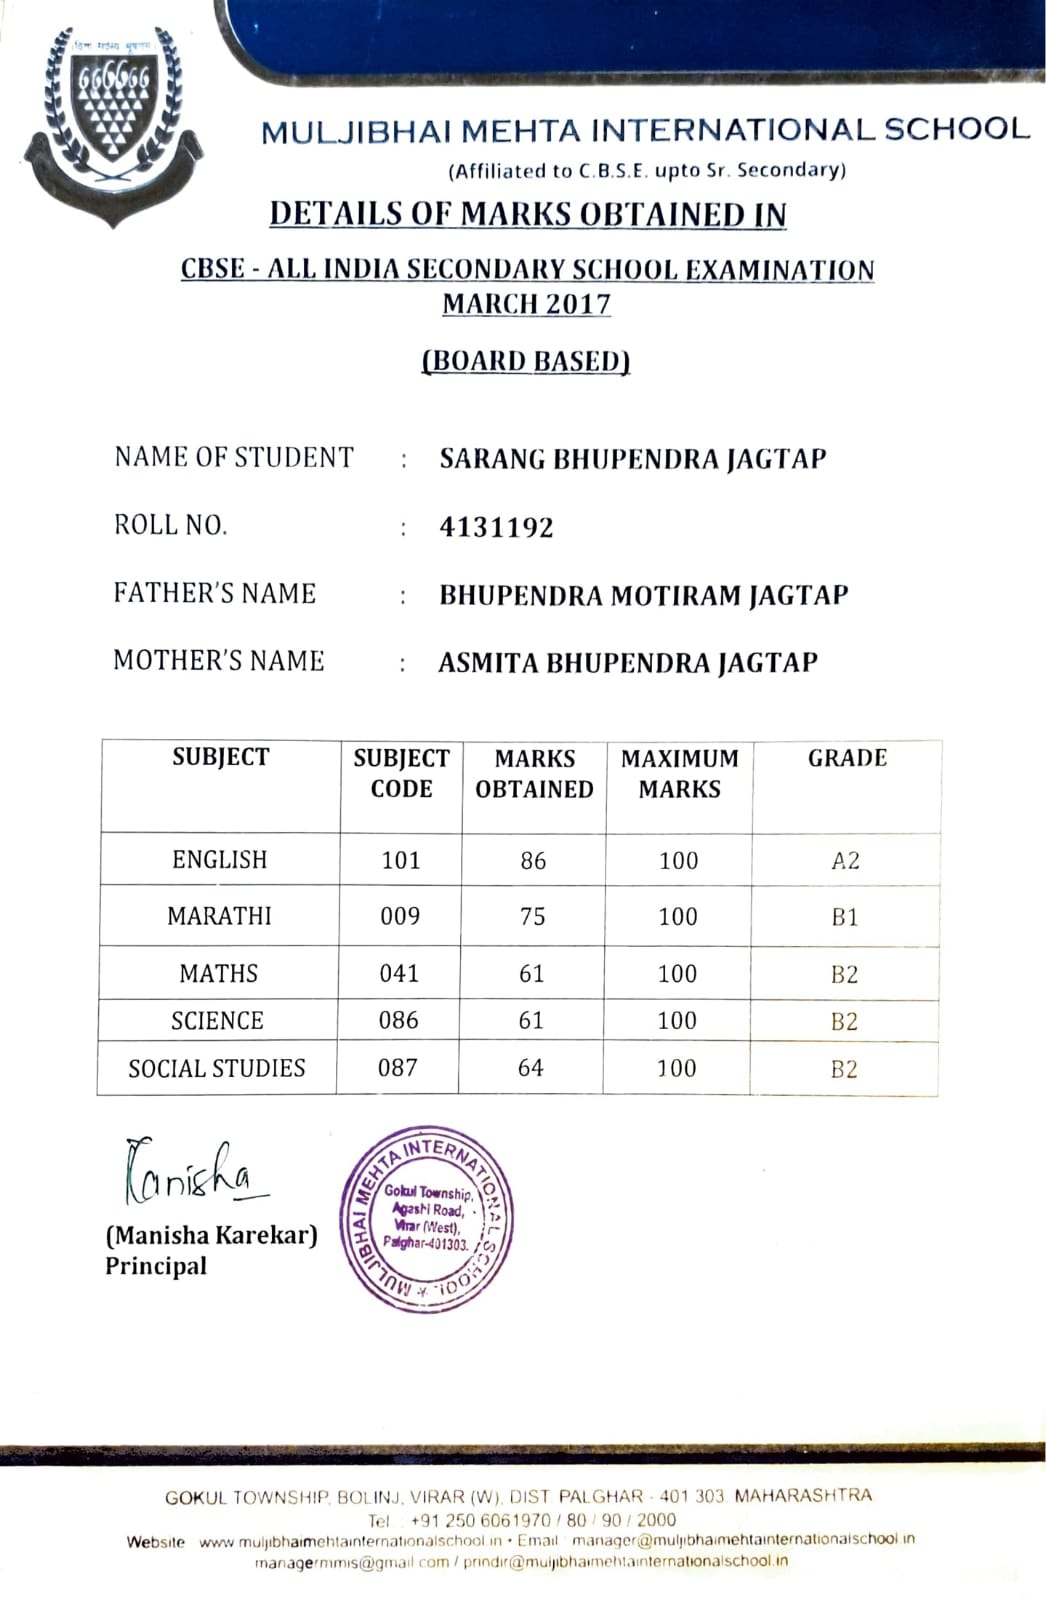 विद्या सर्वस्य भूषणम्
MULJIBHAI MEHTA INTERNATIONAL SCHOOL
(Affiliated to C.B.S.E. upto Sr. Secondary)
DETAILS OF MARKS OBTAINED IN
CBSE - ALL INDIA SECONDARY SCHOOL EXAMINATION
MARCH 2017
(BOARD BASED)
NAME OF STUDENT : SARANG BHUPENDRA JAGTAP
ROLL NO. : 4131192
FATHER'S NAME : BHUPENDRA MOTIRAM JAGTAP
MOTHER'S NAME : ASMITA BHUPENDRA JAGTAP
SUBJECT SUBJECT CODE MARKS OBTAINED MAXIMUM MARKS GRADE
ENGLISH 101 86 100 A2
MARATHI 009 75 100 B1
MATHS 041 61 100 B2
SCIENCE 086 61 100 B2
SOCIAL STUDIES 087 64 100 B2
Manisha
MULJIBHAI MEHTA INTERNATIONAL SCHOOL
Gokul Township,
Agashi Road,
Virar (West),
Palghar-401303.
(Manisha Karekar)
Principal
GOKUL TOWNSHIP, BOLINJ, VIRAR (W), DIST. PALGHAR - 401 303. MAHARASHTRA
Tel. : +91 250 6061970 / 80 / 90 / 2000
Website www.muljibhaimehtainternationalschool.in • Email : manager@muljibhaimehtainternationalschool.in
managermmis@gmail.com / prindir@muljibhaimehtainternationalschool.in